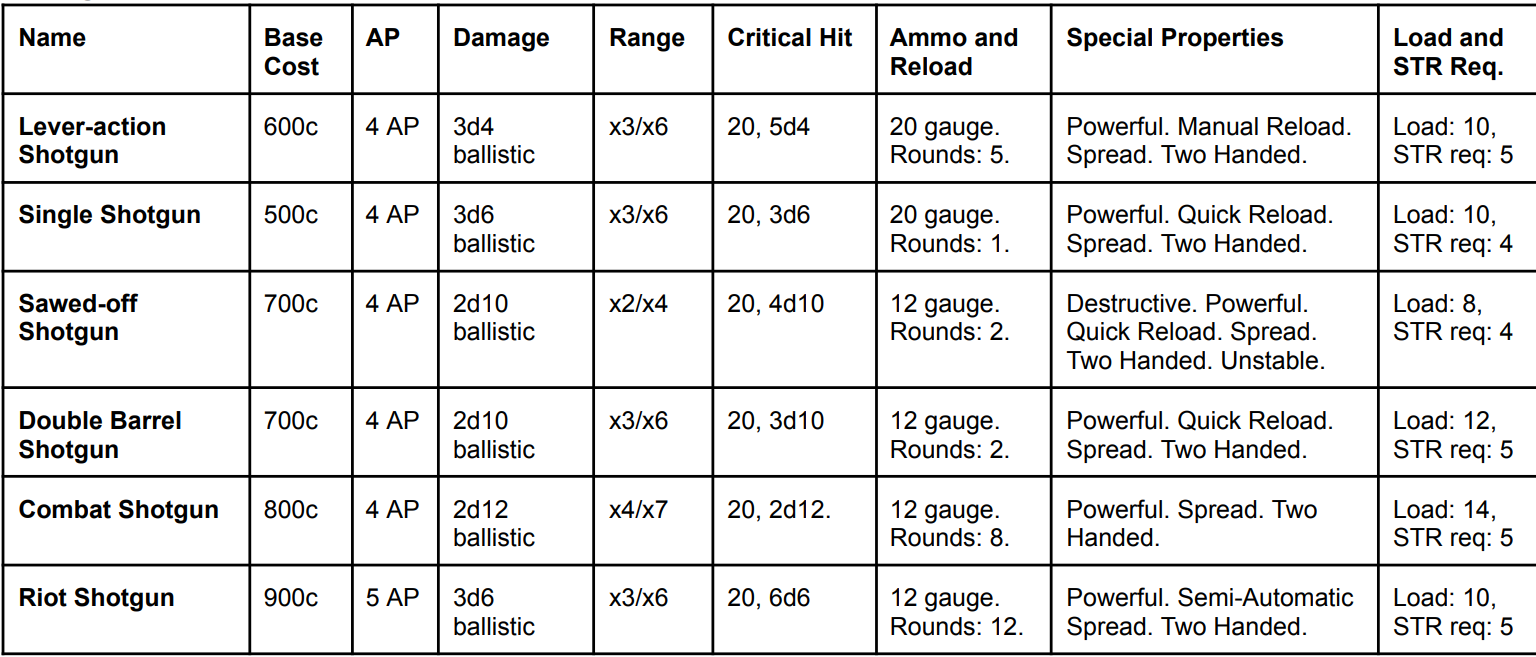 Name Base Cost AP Damage Range Critical Hit Ammo and Reload Special Properties Load and STR Req.
Lever-action Shotgun 600c 4 AP 3d4 ballistic x3/x6 20, 5d4 20 gauge. Rounds: 5. Powerful. Manual Reload. Spread. Two Handed. Load: 10, STR req: 5
Single Shotgun 500c 4 AP 3d6 ballistic x3/x6 20, 3d6 20 gauge. Rounds: 1. Powerful. Quick Reload. Spread. Two Handed. Load: 10, STR req: 4
Sawed-off Shotgun 700c 4 AP 2d10 ballistic x2/x4 20, 4d10 12 gauge. Rounds: 2. Destructive. Powerful. Quick Reload. Spread. Two Handed. Unstable. Load: 8, STR req: 4
Double Barrel Shotgun 700c 4 AP 2d10 ballistic x3/x6 20, 3d10 12 gauge. Rounds: 2. Powerful. Quick Reload. Spread. Two Handed. Load: 12, STR req: 5
Combat Shotgun 800c 4 AP 2d12 ballistic x4/x7 20, 2d12. 12 gauge. Rounds: 8. Powerful. Spread. Two Handed. Load: 14, STR req: 5
Riot Shotgun 900c 5 AP 3d6 ballistic x3/x6 20, 6d6 12 gauge. Rounds: 12. Powerful. Semi-Automatic Spread. Two Handed. Load: 10, STR req: 5